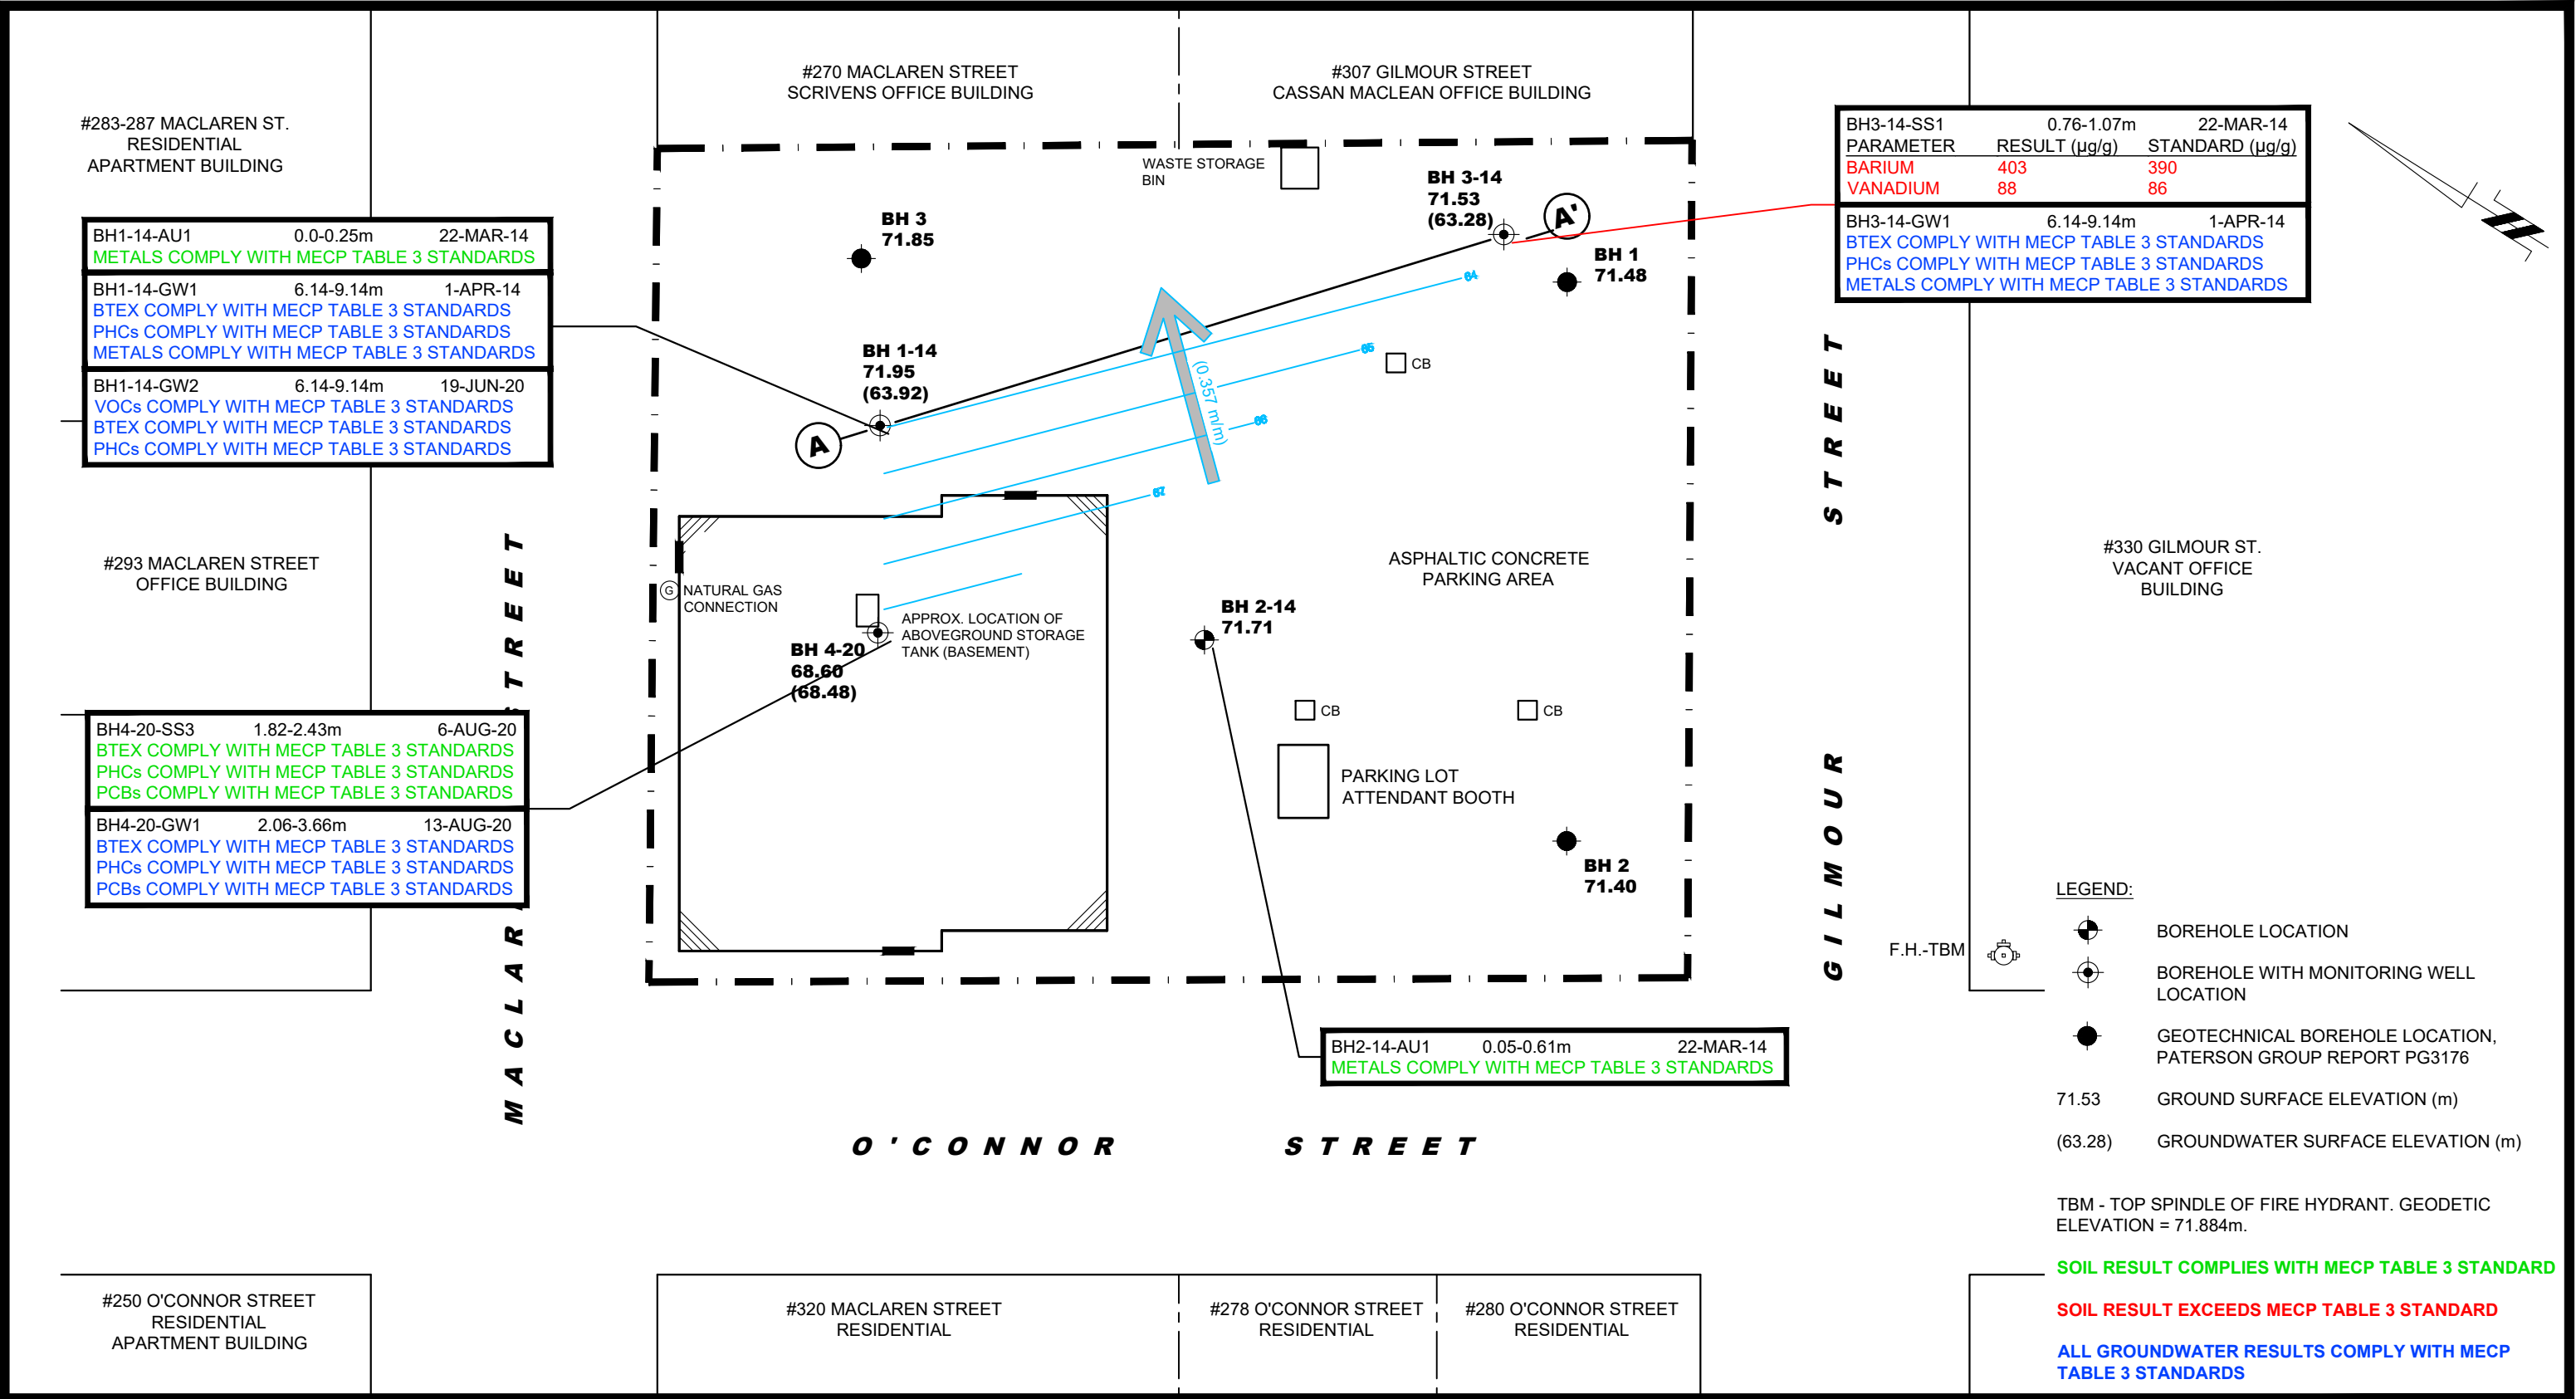 #270 MACLAREN STREET
SCRIVENS OFFICE BUILDING
#307 GILMOUR STREET
CASSAN MACLEAN OFFICE BUILDING
#283-287 MACLAREN ST.
RESIDENTIAL
APARTMENT BUILDING
BH1-14-AU1 0.0-0.25m 22-MAR-14
METALS COMPLY WITH MECP TABLE 3 STANDARDS
BH1-14-GW1 6.14-9.14m 1-APR-14
BTEX COMPLY WITH MECP TABLE 3 STANDARDS
PHCs COMPLY WITH MECP TABLE 3 STANDARDS
METALS COMPLY WITH MECP TABLE 3 STANDARDS
BH1-14-GW2 6.14-9.14m 19-JUN-20
VOCs COMPLY WITH MECP TABLE 3 STANDARDS
BTEX COMPLY WITH MECP TABLE 3 STANDARDS
PHCs COMPLY WITH MECP TABLE 3 STANDARDS
WASTE STORAGE
BIN
BH 3-14
71.53
(63.28)
A'
BH 1
71.48
BH 3
71.85
BH 1-14
71.95
(63.92)
A
64
65
66
67
(0.357 m/m)
CB
BH3-14-SS1 0.76-1.07m 22-MAR-14
PARAMETER RESULT (µg/g) STANDARD (µg/g)
BARIUM 403 390
VANADIUM 88 86
BH3-14-GW1 6.14-9.14m 1-APR-14
BTEX COMPLY WITH MECP TABLE 3 STANDARDS
PHCs COMPLY WITH MECP TABLE 3 STANDARDS
METALS COMPLY WITH MECP TABLE 3 STANDARDS
#293 MACLAREN STREET
OFFICE BUILDING
MACLAR STREET
G
NATURAL GAS
CONNECTION
APPROX. LOCATION OF
ABOVEGROUND STORAGE
TANK (BASEMENT)
BH 4-20
68.60
(68.48)
BH 2-14
71.71
ASPHALTIC CONCRETE
PARKING AREA
CB
CB
PARKING LOT
ATTENDANT BOOTH
BH 2
71.40
GILMOUR STREET
#330 GILMOUR ST.
VACANT OFFICE
BUILDING
F.H.-TBM
BH4-20-SS3 1.82-2.43m 6-AUG-20
BTEX COMPLY WITH MECP TABLE 3 STANDARDS
PHCs COMPLY WITH MECP TABLE 3 STANDARDS
PCBs COMPLY WITH MECP TABLE 3 STANDARDS
BH4-20-GW1 2.06-3.66m 13-AUG-20
BTEX COMPLY WITH MECP TABLE 3 STANDARDS
PHCs COMPLY WITH MECP TABLE 3 STANDARDS
PCBs COMPLY WITH MECP TABLE 3 STANDARDS
BH2-14-AU1 0.05-0.61m 22-MAR-14
METALS COMPLY WITH MECP TABLE 3 STANDARDS
O'CONNOR STREET
#250 O'CONNOR STREET
RESIDENTIAL
APARTMENT BUILDING
#320 MACLAREN STREET
RESIDENTIAL
#278 O'CONNOR STREET
RESIDENTIAL
#280 O'CONNOR STREET
RESIDENTIAL
LEGEND:
BOREHOLE LOCATION
BOREHOLE WITH MONITORING WELL
LOCATION
GEOTECHNICAL BOREHOLE LOCATION,
PATERSON GROUP REPORT PG3176
71.53 GROUND SURFACE ELEVATION (m)
(63.28) GROUNDWATER SURFACE ELEVATION (m)
TBM - TOP SPINDLE OF FIRE HYDRANT. GEODETIC
ELEVATION = 71.884m.
SOIL RESULT COMPLIES WITH MECP TABLE 3 STANDARD
SOIL RESULT EXCEEDS MECP TABLE 3 STANDARD
ALL GROUNDWATER RESULTS COMPLY WITH MECP
TABLE 3 STANDARDS